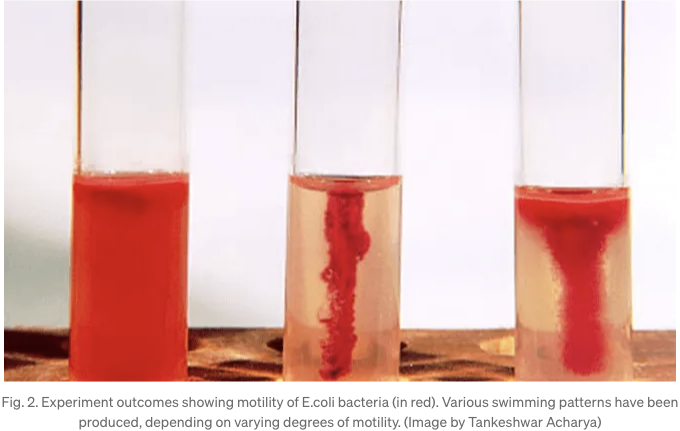 Fig. 2. Experiment outcomes showing motility of E.coli bacteria (in red). Various swimming patterns have been
produced, depending on varying degrees of motility. (Image by Tankeshwar Acharya)